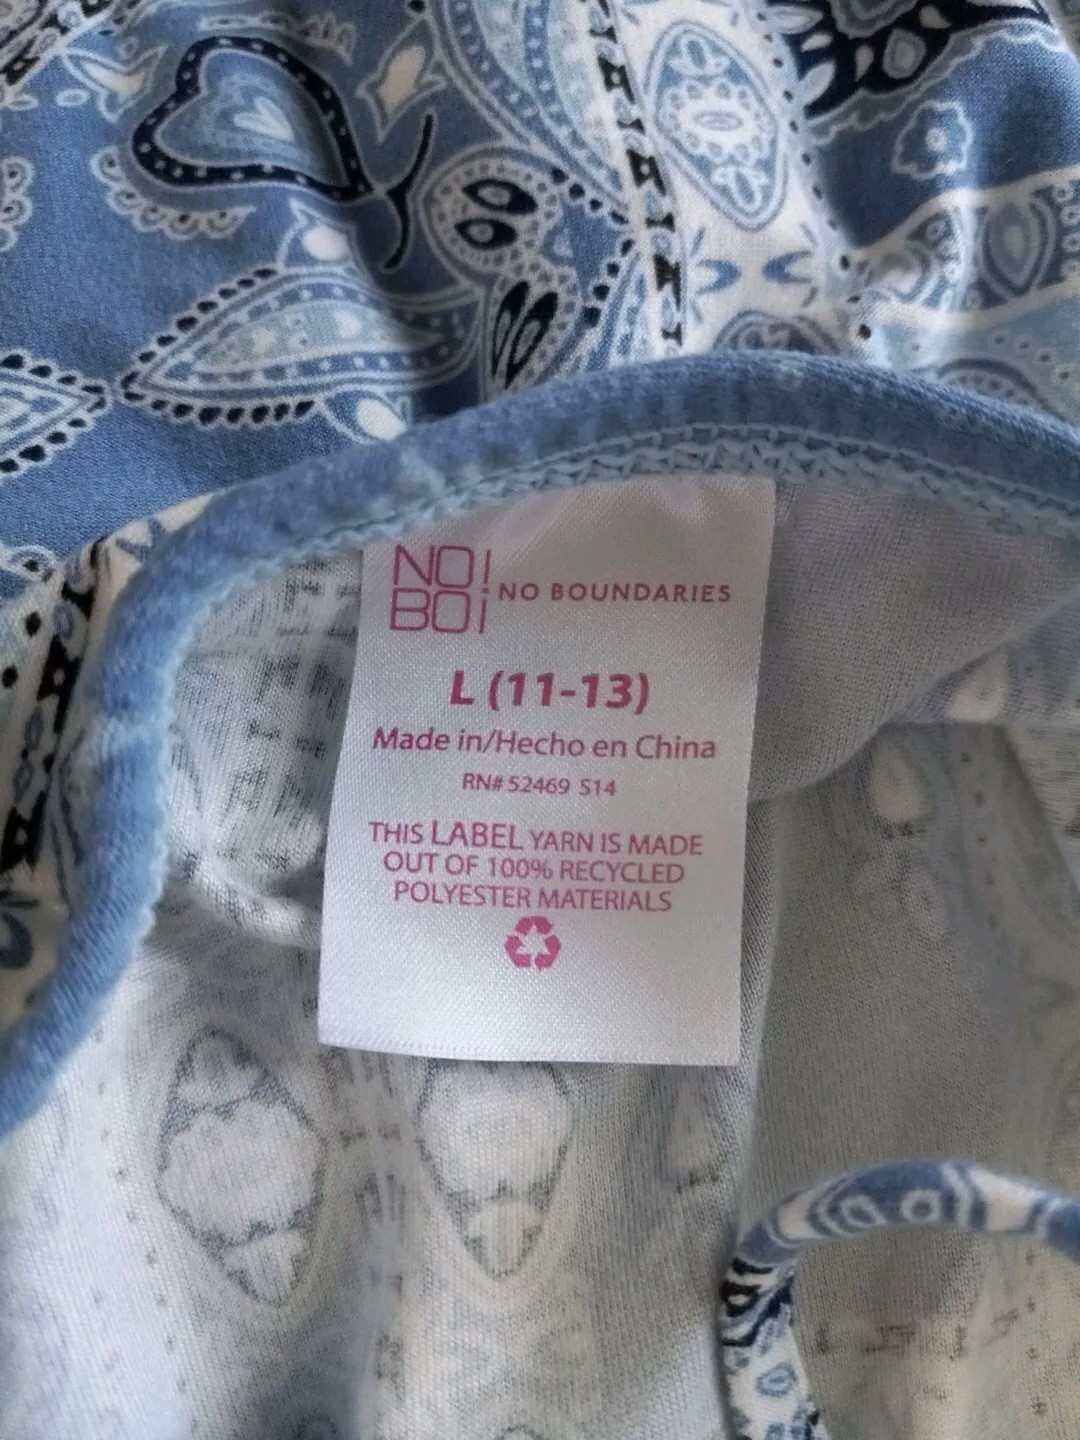 NO
BO
NO BOUNDARIES
L (11-13)
Made in/Hecho en China
RN# 52469 S14
THIS LABEL YARN IS MADE
OUT OF 100% RECYCLED
POLYESTER MATERIALS